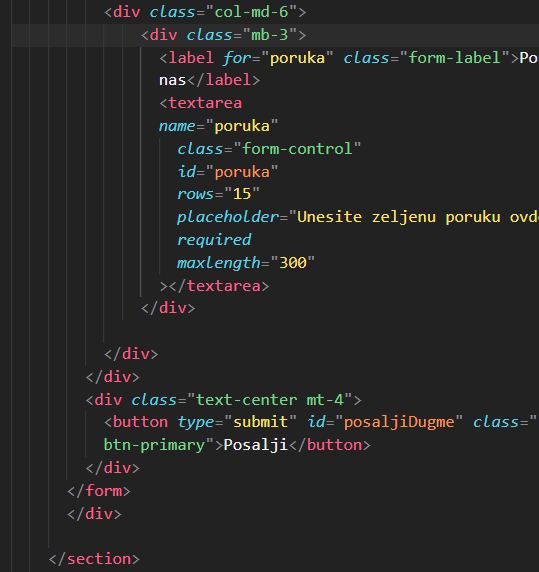 <div class="col-md-6">
<div class="mb-3">
<label for="poruka" class="form-label">Po
nas</label>
<textarea
name="poruka"
class="form-control"
id="poruka"
rows="15"
placeholder="Unesite zeljenu poruku ovd
required
maxlength="300"
></textarea>
</div>
</div>
</div>
<div class="text-center mt-4">
<button type="submit" id="posaljiDugme" class="
btn-primary">Posalji</button>
</div>
</form>
</div>
</section>